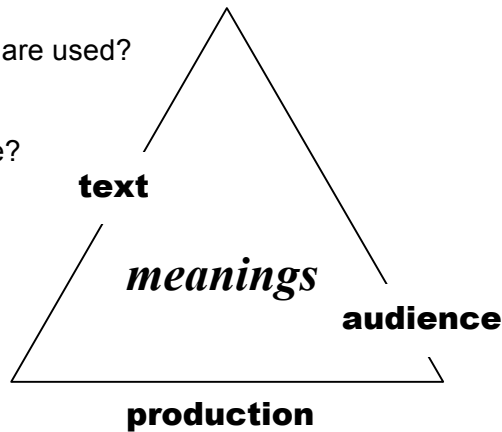 are used?
e?
text
meanings
audience
production